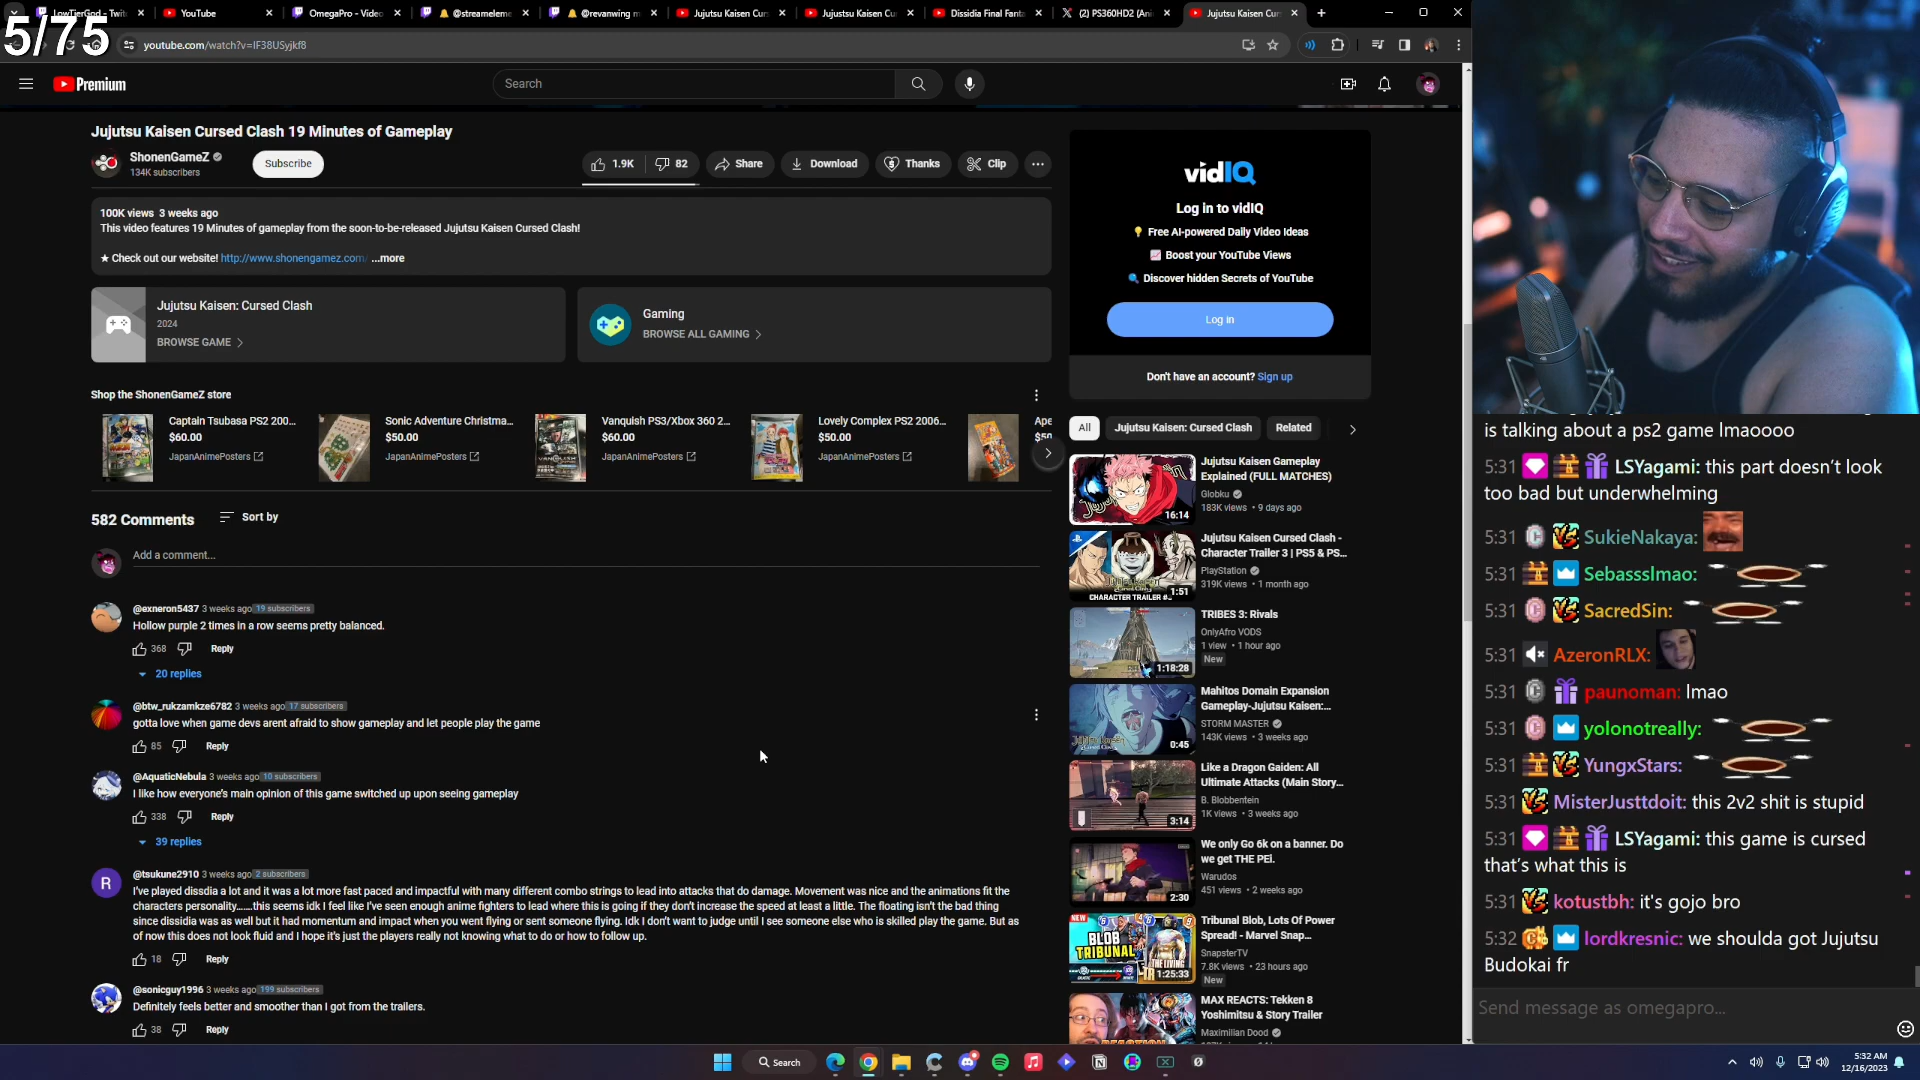 5/75
LowTierGod - Twit
YouTube
OmegaPro - Video
@streameleme
@revanwing m
Jujutsu Kaisen Cur
Jujustsu Kaisen Cu
Dissidia Final Fanta
(2) PS360HD2 (Ani
Jujutsu Kaisen Cur
youtube.com/watch?v=IF38USyjkf8
Premium
Search
Jujutsu Kaisen Cursed Clash 19 Minutes of Gameplay
ShonenGameZ
134K subscribers
Subscribe
1.9K
82
Share
Download
Thanks
Clip
100K views 3 weeks ago
This video features 19 Minutes of gameplay from the soon-to-be-released Jujutsu Kaisen Cursed Clash!
★ Check out our website! http://www.shonengamez.com/ ...more
Jujutsu Kaisen: Cursed Clash
2024
BROWSE GAME
Gaming
BROWSE ALL GAMING
Shop the ShonenGameZ store
Captain Tsubasa PS2 200...
$60.00
JapanAnimePosters
Sonic Adventure Christma...
$50.00
JapanAnimePosters
Vanquish PS3/Xbox 360 2...
$60.00
JapanAnimePosters
Lovely Complex PS2 2006...
$50.00
JapanAnimePosters
Ape
$50
582 Comments
Sort by
Add a comment...
@exneron5437 3 weeks ago 19 subscribers
Hollow purple 2 times in a row seems pretty balanced.
368 Reply
20 replies
@btw_rukzamkze6782 3 weeks ago 17 subscribers
gotta love when game devs arent afraid to show gameplay and let people play the game
85 Reply
@AquaticNebula 3 weeks ago 10 subscribers
I like how everyone's main opinion of this game switched up upon seeing gameplay
338 Reply
39 replies
R
@tsukune2910 3 weeks ago 2 subscribers
I've played dissdia a lot and it was a lot more fast paced and impactful with many different combo strings to lead into attacks that do damage. Movement was nice and the animations fit the
characters personality.......this seems idk I feel like I've seen enough anime fighters to lead where this is going if they don't increase the speed at least a little. The floating isn't the bad thing
since dissidia was as well but it had momentum and impact when you went flying or sent someone flying. Idk I don't want to judge until I see someone else who is skilled play the game. But as
of now this does not look fluid and I hope it's just the players really not knowing what to do or how to follow up.
18 Reply
@sonicguy1996 3 weeks ago 199 subscribers
Definitely feels better and smoother than I got from the trailers.
38 Reply
vidIQ
Log in to vidIQ
Free AI-powered Daily Video Ideas
Boost your YouTube Views
Discover hidden Secrets of YouTube
Log in
Don't have an account? Sign up
All
Jujutsu Kaisen: Cursed Clash
Related
Jujutsu Kaisen Gameplay
Explained (FULL MATCHES)
Globku
183K views • 9 days ago
16:14
Jujutsu Kaisen Cursed Clash -
Character Trailer 3 | PS5 & PS...
PlayStation
319K views • 1 month ago
CHARACTER TRAILER #3
1:51
TRIBES 3: Rivals
OnlyAfro VODS
1 view • 1 hour ago
New
1:18:28
Mahitos Domain Expansion
Gameplay-Jujutsu Kaisen:...
STORM MASTER
143K views • 3 weeks ago
0:45
Like a Dragon Gaiden: All
Ultimate Attacks (Main Story...
B. Blobbentein
1K views • 3 weeks ago
3:14
We only Go 6k on a banner. Do
we get THE PEi.
Warudos
451 views • 2 weeks ago
2:30
Tribunal Blob, Lots Of Power
Spread! - Marvel Snap...
SnapsterTV
7.8K views • 23 hours ago
New
NEW
BLOB
TRIBUNAL
1:25:33
MAX REACTS: Tekken 8
Yoshimitsu & Story Trailer
Maximilian Dood
is talking about a ps2 game lmaoooo
5:31 LSYagami: this part doesn't look
too bad but underwhelming
5:31 SukieNakaya:
5:31 Sebassslmao:
5:31 SacredSin:
5:31 AzeronRLX:
5:31 paunoman: lmao
5:31 yolonotreally:
5:31 YungxStars:
5:31 MisterJusttdoit: this 2v2 shit is stupid
5:31 LSYagami: this game is cursed
that's what this is
5:31 kotustbh: it's gojo bro
5:32 lordkresnic: we shoulda got Jujutsu
Budokai fr
Send message as omegapro...
Search
5:32 AM
12/16/2023